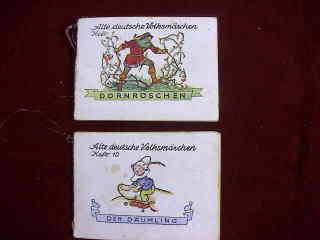 Alte deutsche Volksmärchen
Heft
DORNRÖSCHEN
Alte deutsche Volksmärchen
Heft 10
DER DÄUMLING